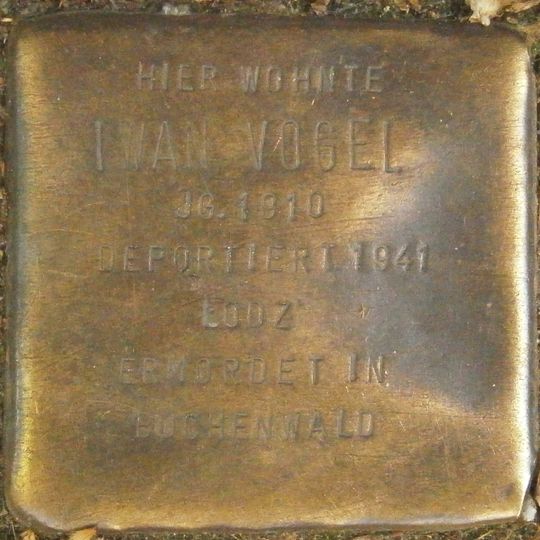 HIER WOHNTE
IVAN VOGEL
JG. 1910
DEPORTIERT 1941
LODZ
ERMORDET IN
BUCHENWALD